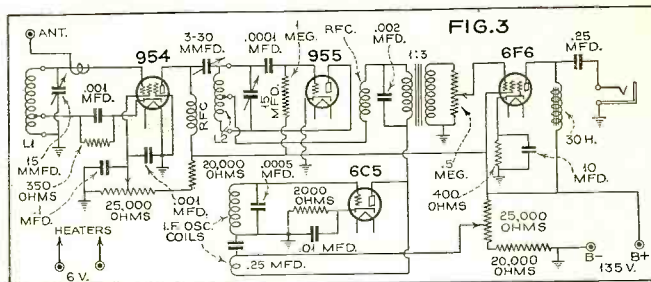 FIG.3
ANT.
954
3-30
MMFD.
.0001
MFD.
1
MEG.
955
RFC.
.002
MFD.
1:3
6F6
.25
MFD.
.001
MFD.
L1
15
MMFD.
350
OHMS
.1
MFD.
25,000
OHMS
.001
MFD.
RFC
20,000
OHMS
L2
15
MFD.
.5
MEG.
400
OHMS
10
MFD.
30 H.
.0005
MFD.
6C5
2000
OHMS
I.F. OSC.
COILS
.01 MFD.
.25 MFD.
25,000
OHMS
20,000
OHMS
B-
B+
135 V.
HEATERS
6 V.